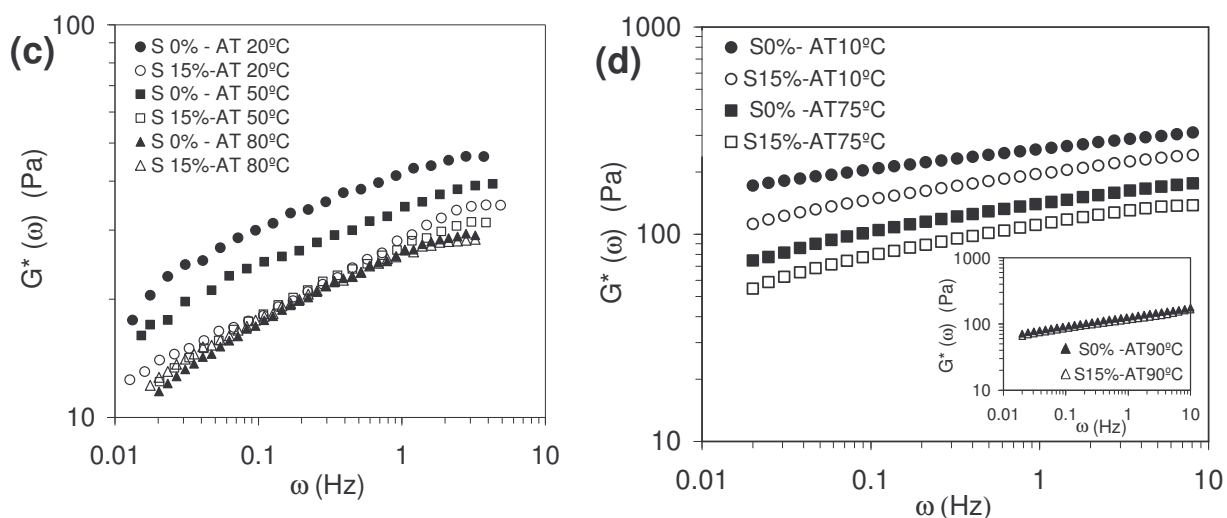 (c)
100
S 0% - AT 20ºC
S 15%-AT 20ºC
S 0% - AT 50ºC
S 15%-AT 50ºC
S 0% - AT 80ºC
S 15%-AT 80ºC
G* (ω) (Pa)
10
0.01
0.1
1
10
ω (Hz)
(d)
1000
S0%- AT10ºC
S15%-AT10ºC
S0% -AT75ºC
S15%-AT75ºC
G* (ω) (Pa)
100
10
0.01
0.1
1
10
ω (Hz)
1000
100
10
G* (ω) (Pa)
S0% -AT90ºC
S15%-AT90ºC
0.01
0.1
1
10
ω (Hz)